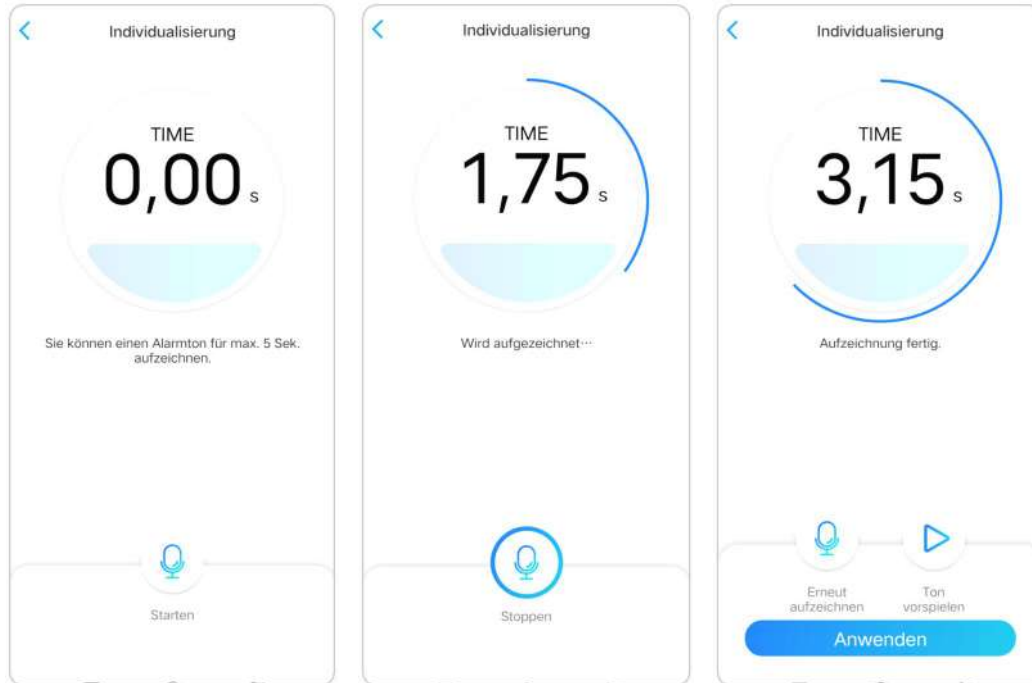 Individualisierung
TIME
0,00 s
Sie können einen Alarmton für max. 5 Sek.
aufzeichnen.
Starten
Individualisierung
TIME
1,75 s
Wird aufgezeichnet···
Stoppen
Individualisierung
TIME
3,15 s
Aufzeichnung fertig.
Erneut
aufzeichnen
Ton
vorspielen
Anwenden